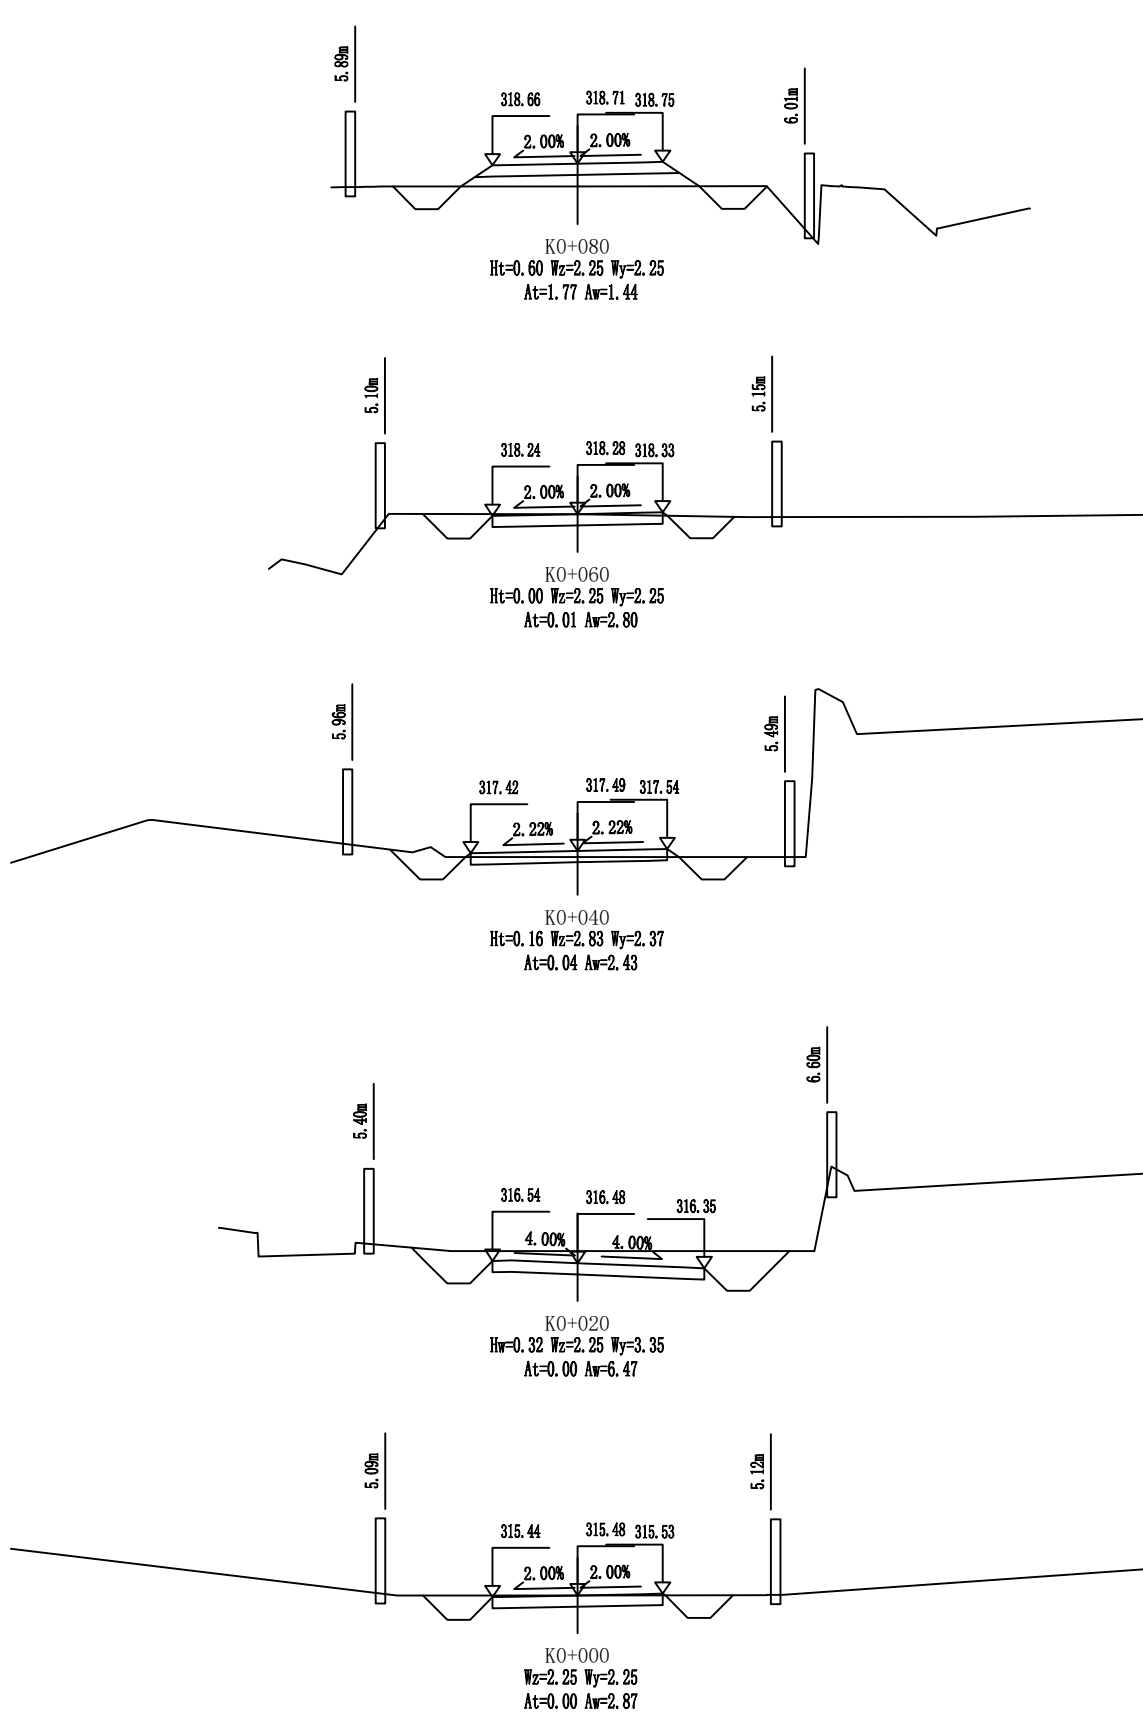 5.89m
6.01m
318.66 318.71 318.75
2.00% 2.00%
K0+080
Ht=0.60 Wz=2.25 Wy=2.25
At=1.77 Aw=1.44
5.10m
5.15m
318.24 318.28 318.33
2.00% 2.00%
K0+060
Ht=0.00 Wz=2.25 Wy=2.25
At=0.01 Aw=2.80
5.96m
5.49m
317.42 317.49 317.54
2.22% 2.22%
K0+040
Ht=0.16 Wz=2.83 Wy=2.37
At=0.04 Aw=2.43
6.60m
5.40m
316.54 316.48 316.35
4.00% 4.00%
K0+020
Hw=0.32 Wz=2.25 Wy=3.35
At=0.00 Aw=6.47
5.09m
5.12m
315.44 315.48 315.53
2.00% 2.00%
K0+000
Wz=2.25 Wy=2.25
At=0.00 Aw=2.87